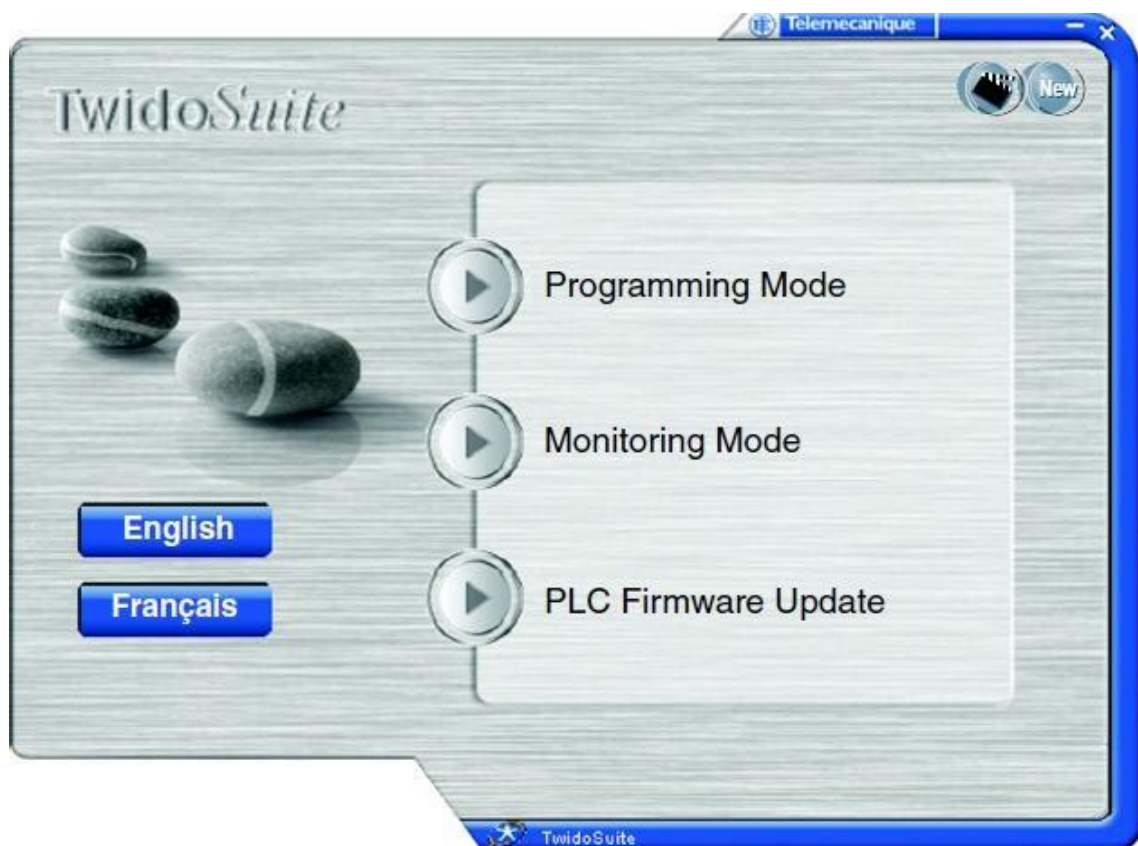 Telemecanique
TwidoSuite
New
Programming Mode
Monitoring Mode
English
Français
PLC Firmware Update
TwidoSuite